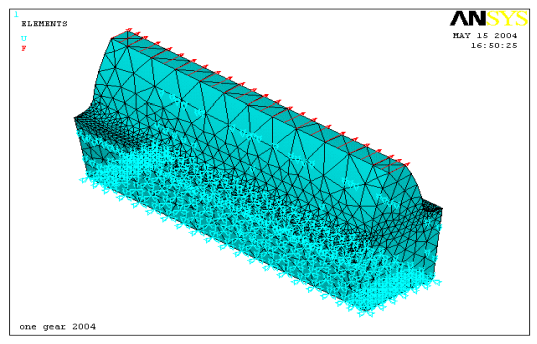 1
ELEMENTS
U
F
ANSYS
MAY 15 2004
16:50:25
one gear 2004